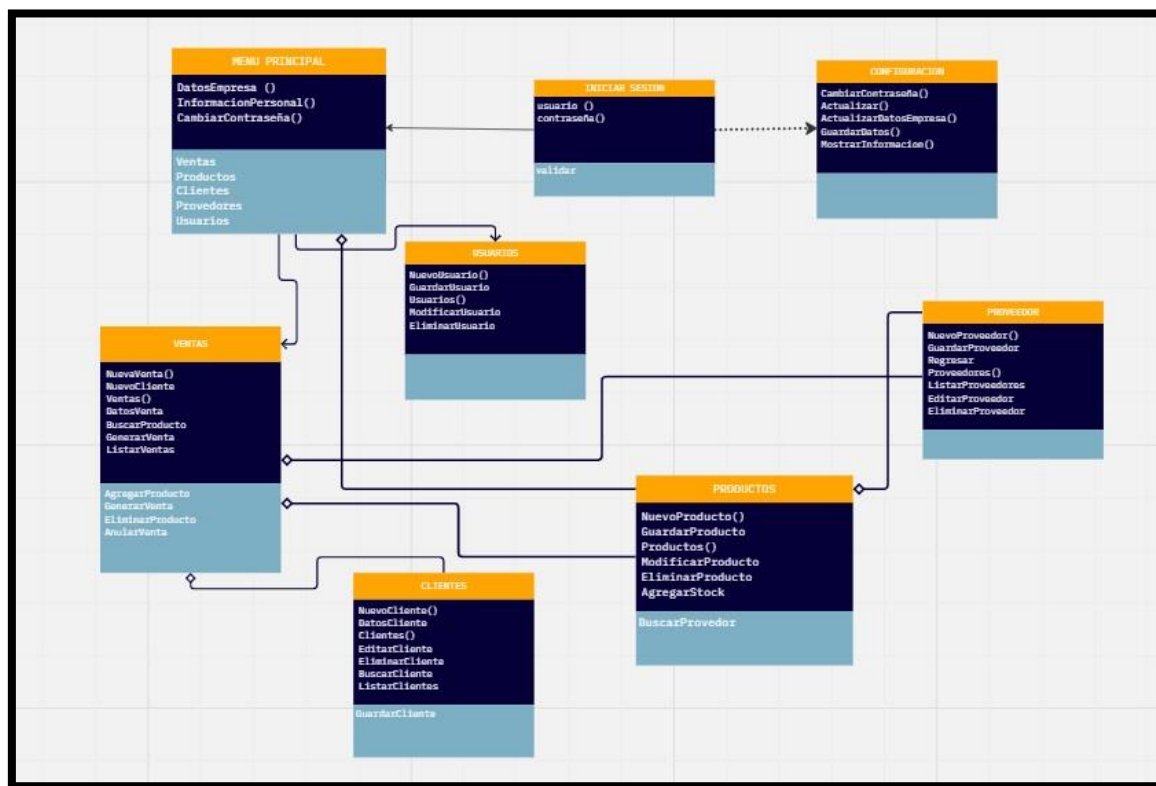 MENU PRINCIPAL
DatosEmpresa ()
InformacionPersonal()
CambiarContraseña()
Ventas
Productos
Clientes
Provedores
Usuarios
INICIAR SESION
usuario ()
contraseña()
validar
CONFIGURACION
CambiarContraseña()
Actualizar()
ActualizarDatosEmpresa()
GuardarDatos()
MostrarInformacion()
USUARIOS
NuevoUsuario()
GuardarUsuario
Usuarios()
ModificarUsuario
EliminarUsuario
VENTAS
NuevaVenta()
NuevoCliente
Ventas()
DatosVenta
BuscarProducto
GenerarVenta
ListarVentas
AgregarProducto
GenerarVenta
EliminarProducto
AnularVenta
PROVEEDOR
NuevoProveedor()
GuardarProveedor
Regresar
Proveedores()
ListarProveedores
EditarProveedor
EliminarProveedor
PRODUCTOS
NuevoProducto()
GuardarProducto
Productos()
ModificarProducto
EliminarProducto
AgregarStock
BuscarProvedor
CLIENTES
NuevoCliente()
DatosCliente
Clientes()
EditarCliente
EliminarCliente
BuscarCliente
ListarClientes
GuardarCliente